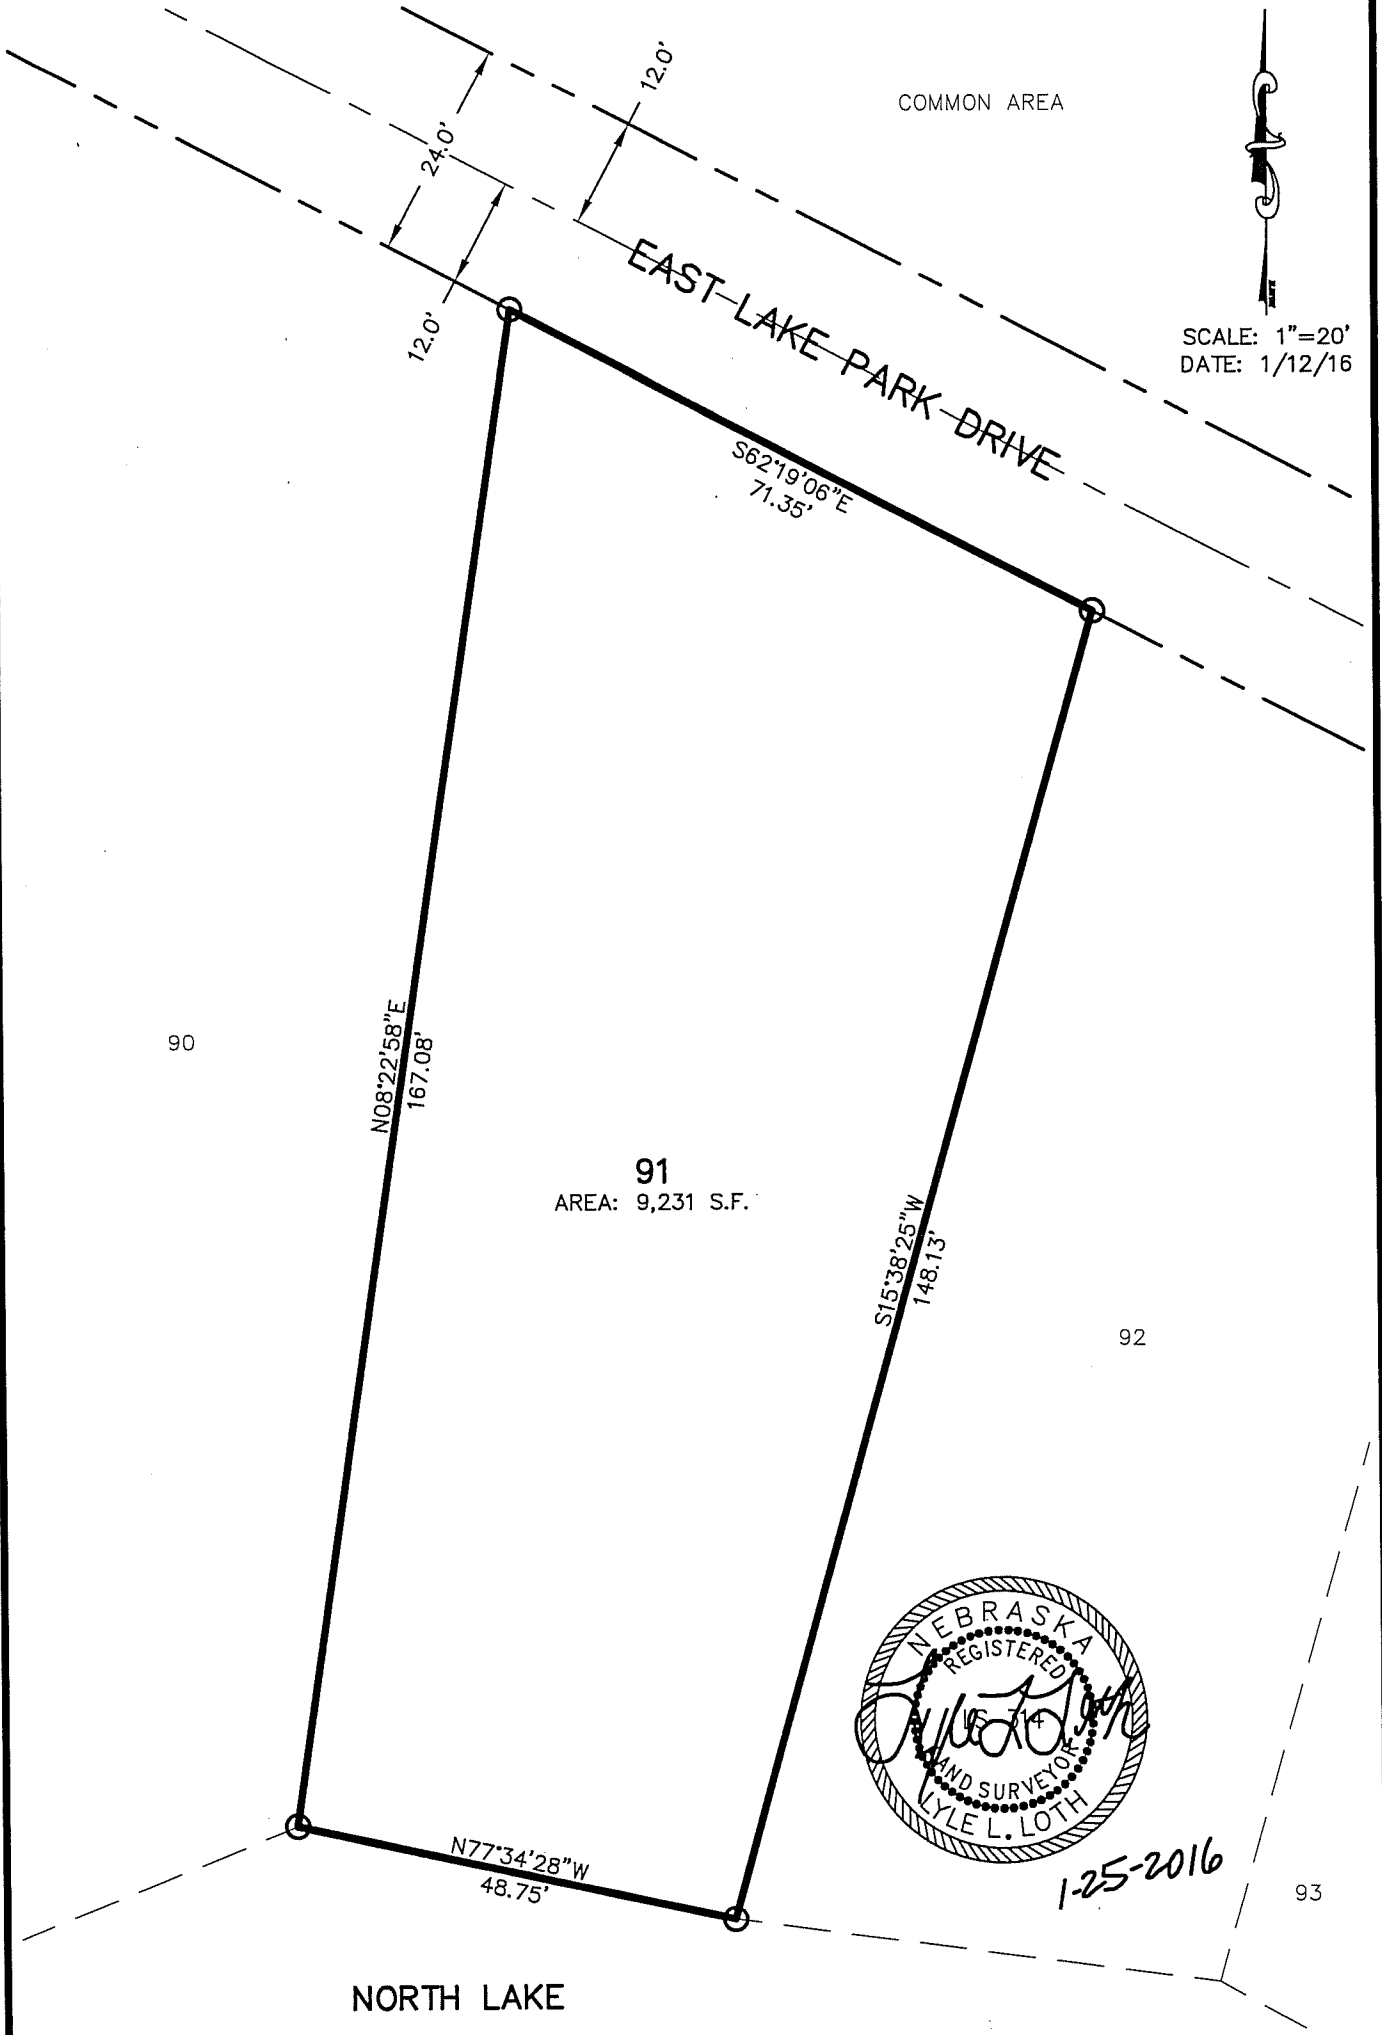 12.0'
COMMON AREA
24.0'
12.0'
EAST LAKE PARK DRIVE
SCALE: 1"=20'
DATE: 1/12/16
S62°19'06"E
71.35'
N08°22'58"E
167.08'
90
91
AREA: 9,231 S.F.
S15°38'25"W
148.13'
92
NEBRASKA
REGISTERED
LS 314
LAND SURVEYOR
LYLE L. LOTH
1-25-2016
N77°34'28"W
48.75'
93
NORTH LAKE